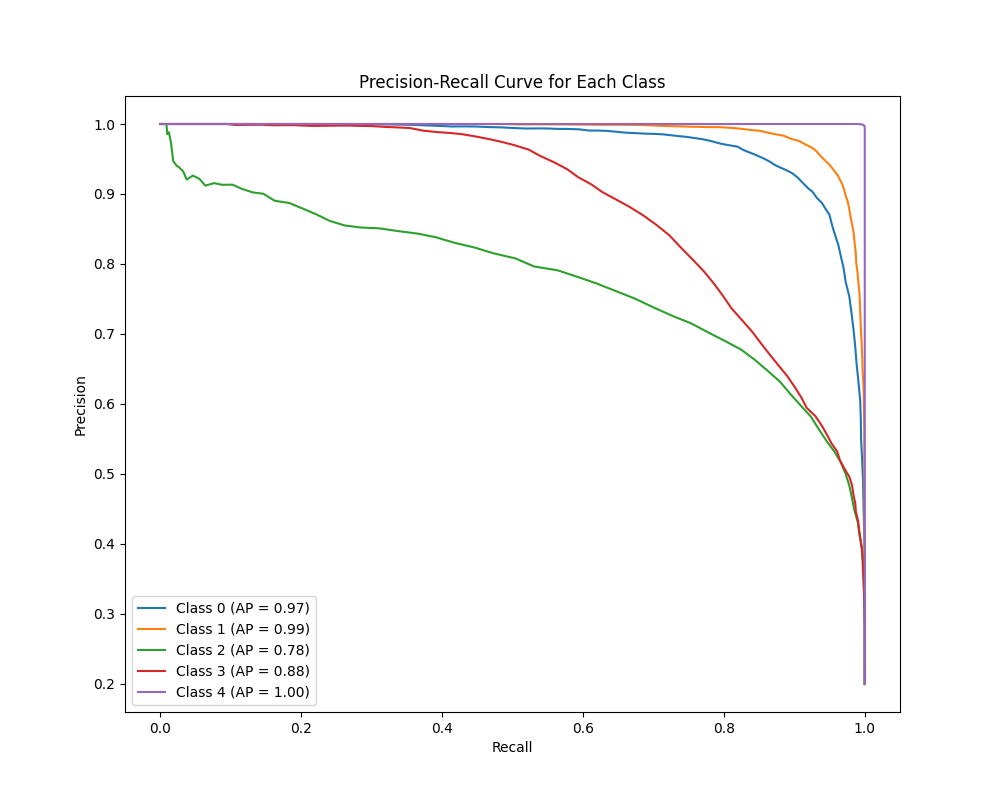 Precision-Recall Curve for Each Class
Precision
1.0
0.9
0.8
0.7
0.6
0.5
0.4
0.3
0.2
Class 0 (AP = 0.97)
Class 1 (AP = 0.99)
Class 2 (AP = 0.78)
Class 3 (AP = 0.88)
Class 4 (AP = 1.00)
0.0 0.2 0.4 0.6 0.8 1.0
Recall